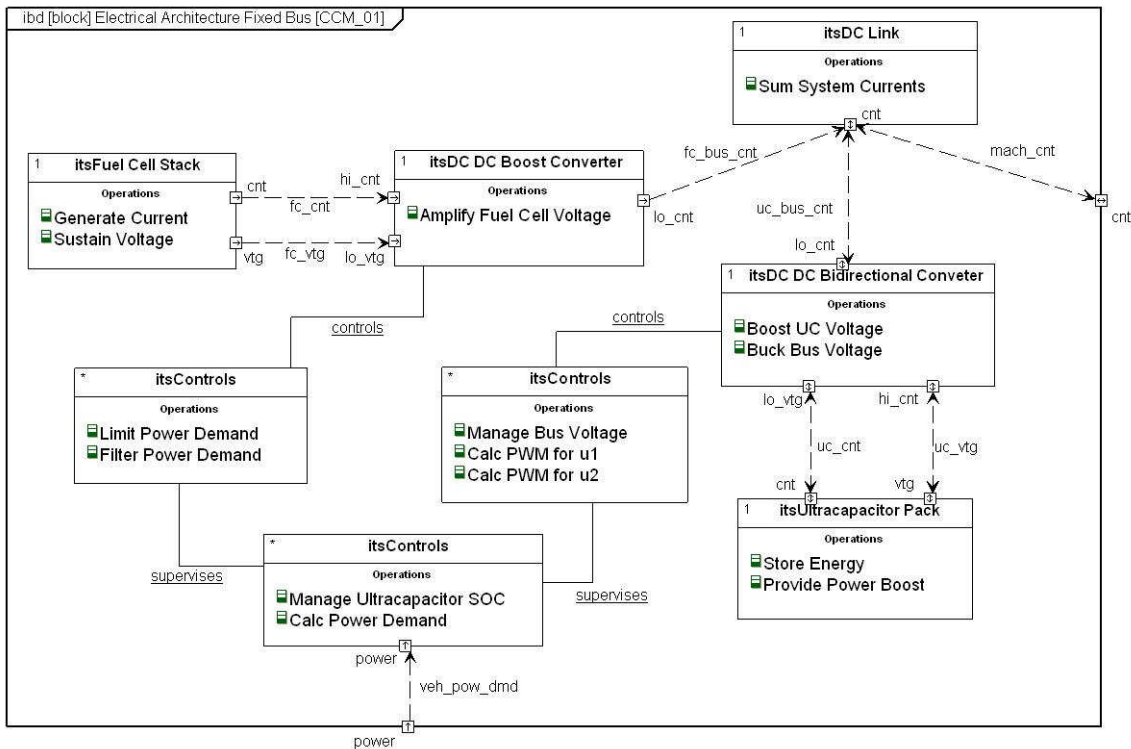 ibd [block] Electrical Architecture Fixed Bus [CCM_01]
1 itsDC Link
Operations
Sum System Currents
cnt
fc_bus_cnt
mach_cnt
cnt
1 itsFuel Cell Stack
Operations
Generate Current
Sustain Voltage
cnt
hi_cnt
fc_cnt
vtg
fc_vtg
lo_vtg
1 itsDC DC Boost Converter
Operations
Amplify Fuel Cell Voltage
lo_cnt
uc_bus_cnt
lo_cnt
1 itsDC DC Bidirectional Conveter
Operations
Boost UC Voltage
Buck Bus Voltage
controls
controls
* itsControls
Operations
Limit Power Demand
Filter Power Demand
* itsControls
Operations
Manage Bus Voltage
Calc PWM for u1
Calc PWM for u2
lo_vtg
hi_cnt
uc_cnt
uc_vtg
cnt
vtg
1 itsUltracapacitor Pack
Operations
Store Energy
Provide Power Boost
supervises
supervises
* itsControls
Operations
Manage Ultracapacitor SOC
Calc Power Demand
power
veh_pow_dmd
power